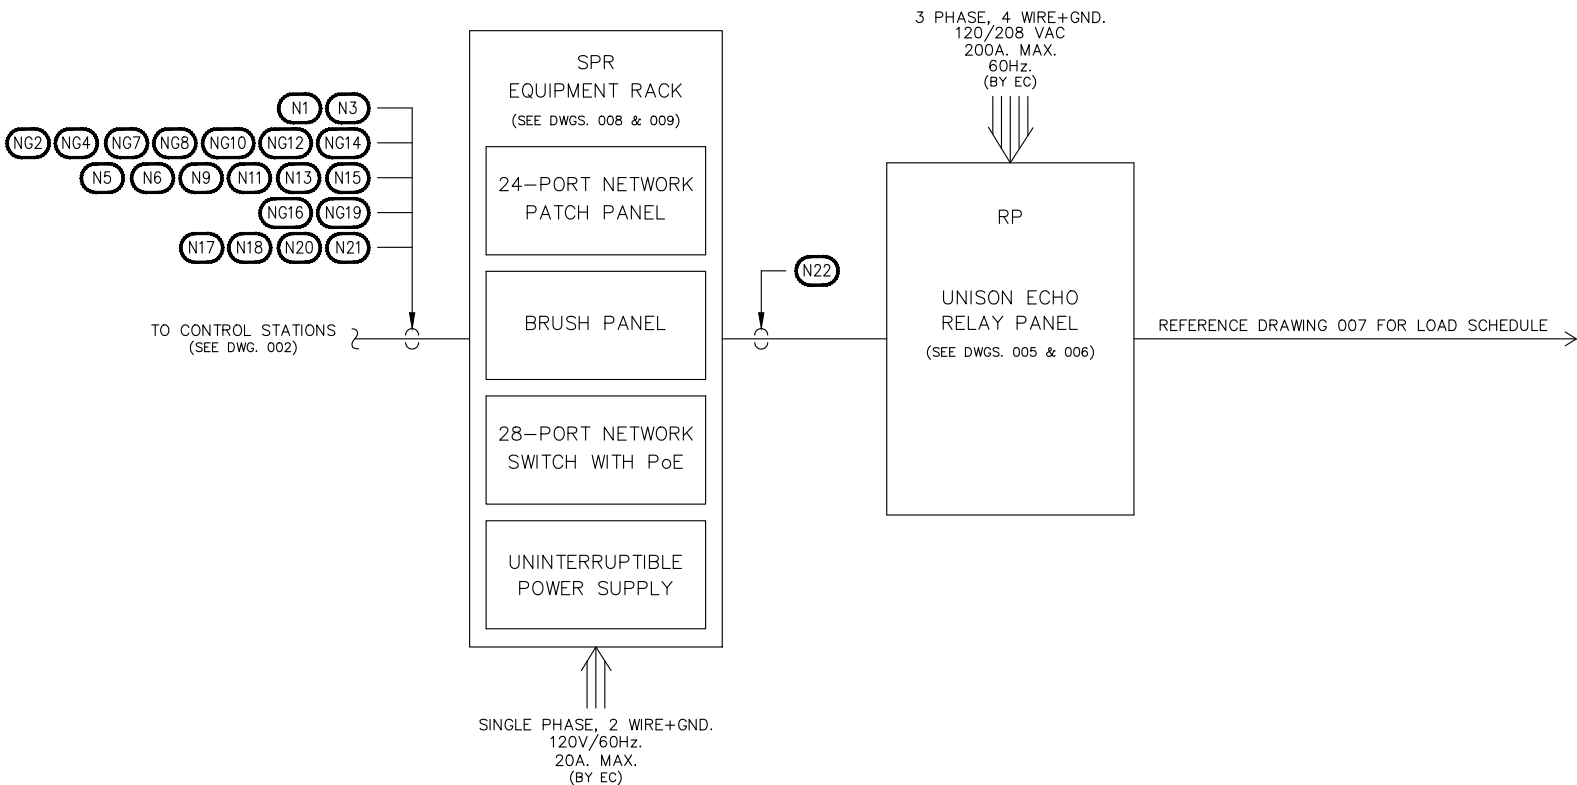 3 PHASE, 4 WIRE+GND.
120/208 VAC
200A. MAX.
60Hz.
(BY EC)
SPR
EQUIPMENT RACK
(SEE DWGS. 008 & 009)
N1 N3
NG2 NG4 NG7 NG8 NG10 NG12 NG14
N5 N6 N9 N11 N13 N15
NG16 NG19
N17 N18 N20 N21
TO CONTROL STATIONS
(SEE DWG. 002)
24-PORT NETWORK
PATCH PANEL
BRUSH PANEL
28-PORT NETWORK
SWITCH WITH PoE
UNINTERRUPTIBLE
POWER SUPPLY
SINGLE PHASE, 2 WIRE+GND.
120V/60Hz.
20A. MAX.
(BY EC)
N22
RP
UNISON ECHO
RELAY PANEL
(SEE DWGS. 005 & 006)
REFERENCE DRAWING 007 FOR LOAD SCHEDULE